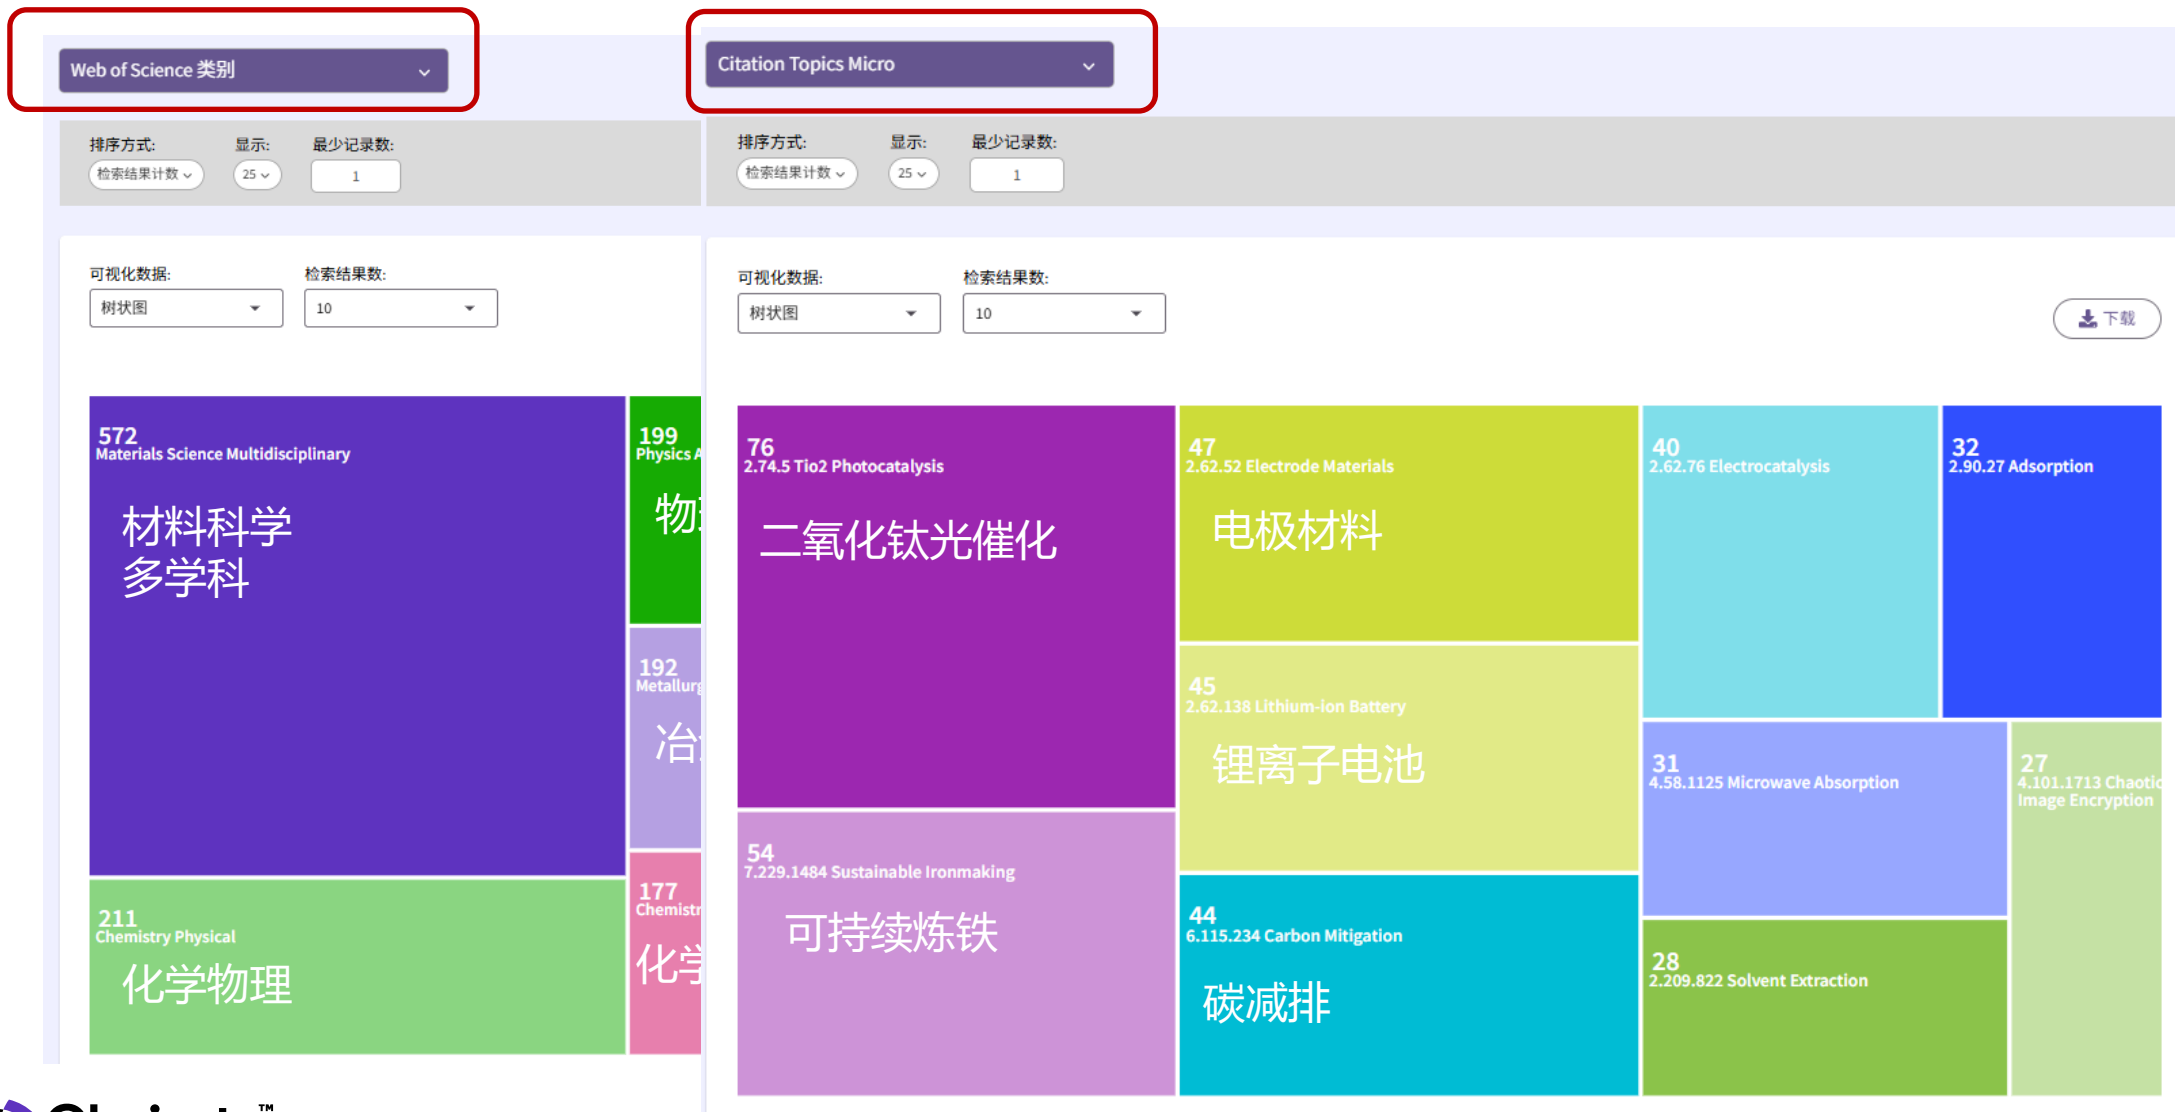 Web of Science 类别
排序方式:
显示:
最少记录数:
检索结果计数
25
1
可视化数据:
检索结果数:
树状图
10
572
Materials Science Multidisciplinary
材料科学
多学科
199
Physics
192
177
211
Chemistry Physical
化学物理
Citation Topics Micro
排序方式:
显示:
最少记录数:
检索结果计数
25
1
可视化数据:
检索结果数:
树状图
10
下载
76
2.74.5 Tio2 Photocatalysis
二氧化钛光催化
54
7.229.1484 Sustainable Ironmaking
可持续炼铁
47
2.62.52 Electrode Materials
电极材料
45
2.62.138 Lithium-ion Battery
锂离子电池
44
6.115.234 Carbon Mitigation
碳减排
40
2.62.76 Electrocatalysis
32
2.90.27 Adsorption
31
4.58.1125 Microwave Absorption
28
2.209.822 Solvent Extraction
27
4.101.1713 Chaotic
Image Encryption